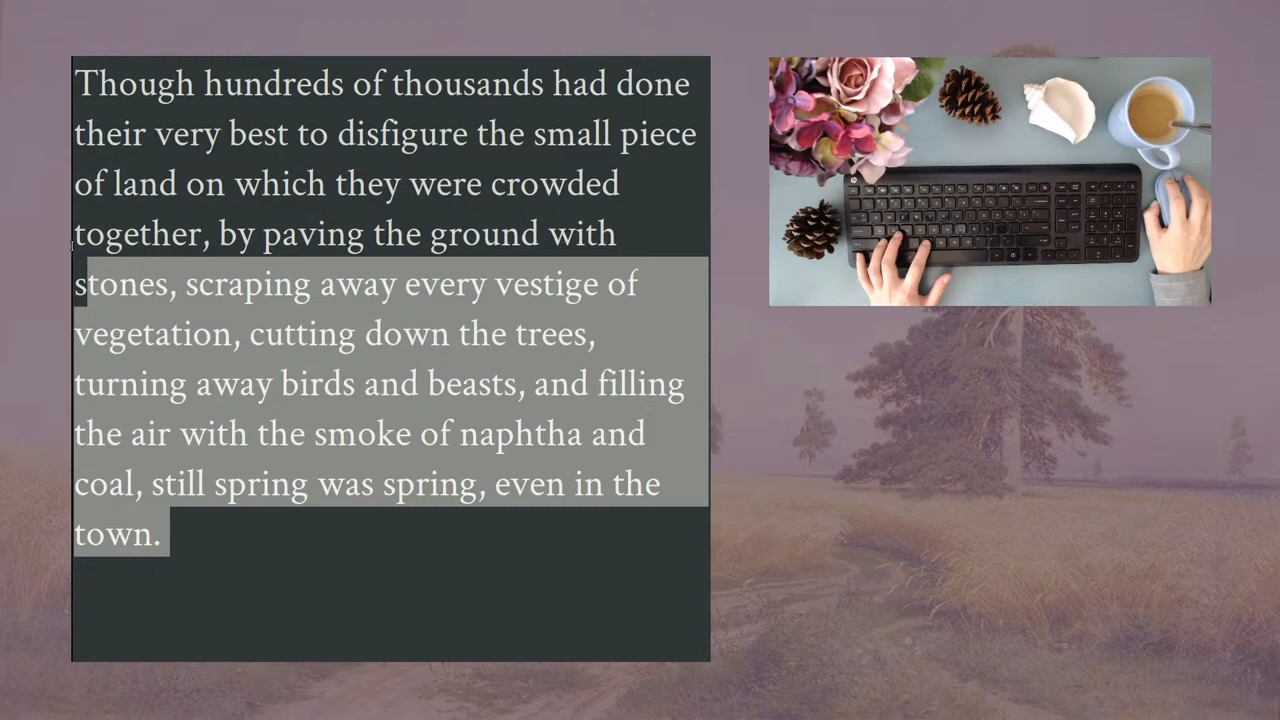 Though hundreds of thousands had done
their very best to disfigure the small piece
of land on which they were crowded
together, by paving the ground with
stones, scraping away every vestige of
vegetation, cutting down the trees,
turning away birds and beasts, and filling
the air with the smoke of naphtha and
coal, still spring was spring, even in the
town.